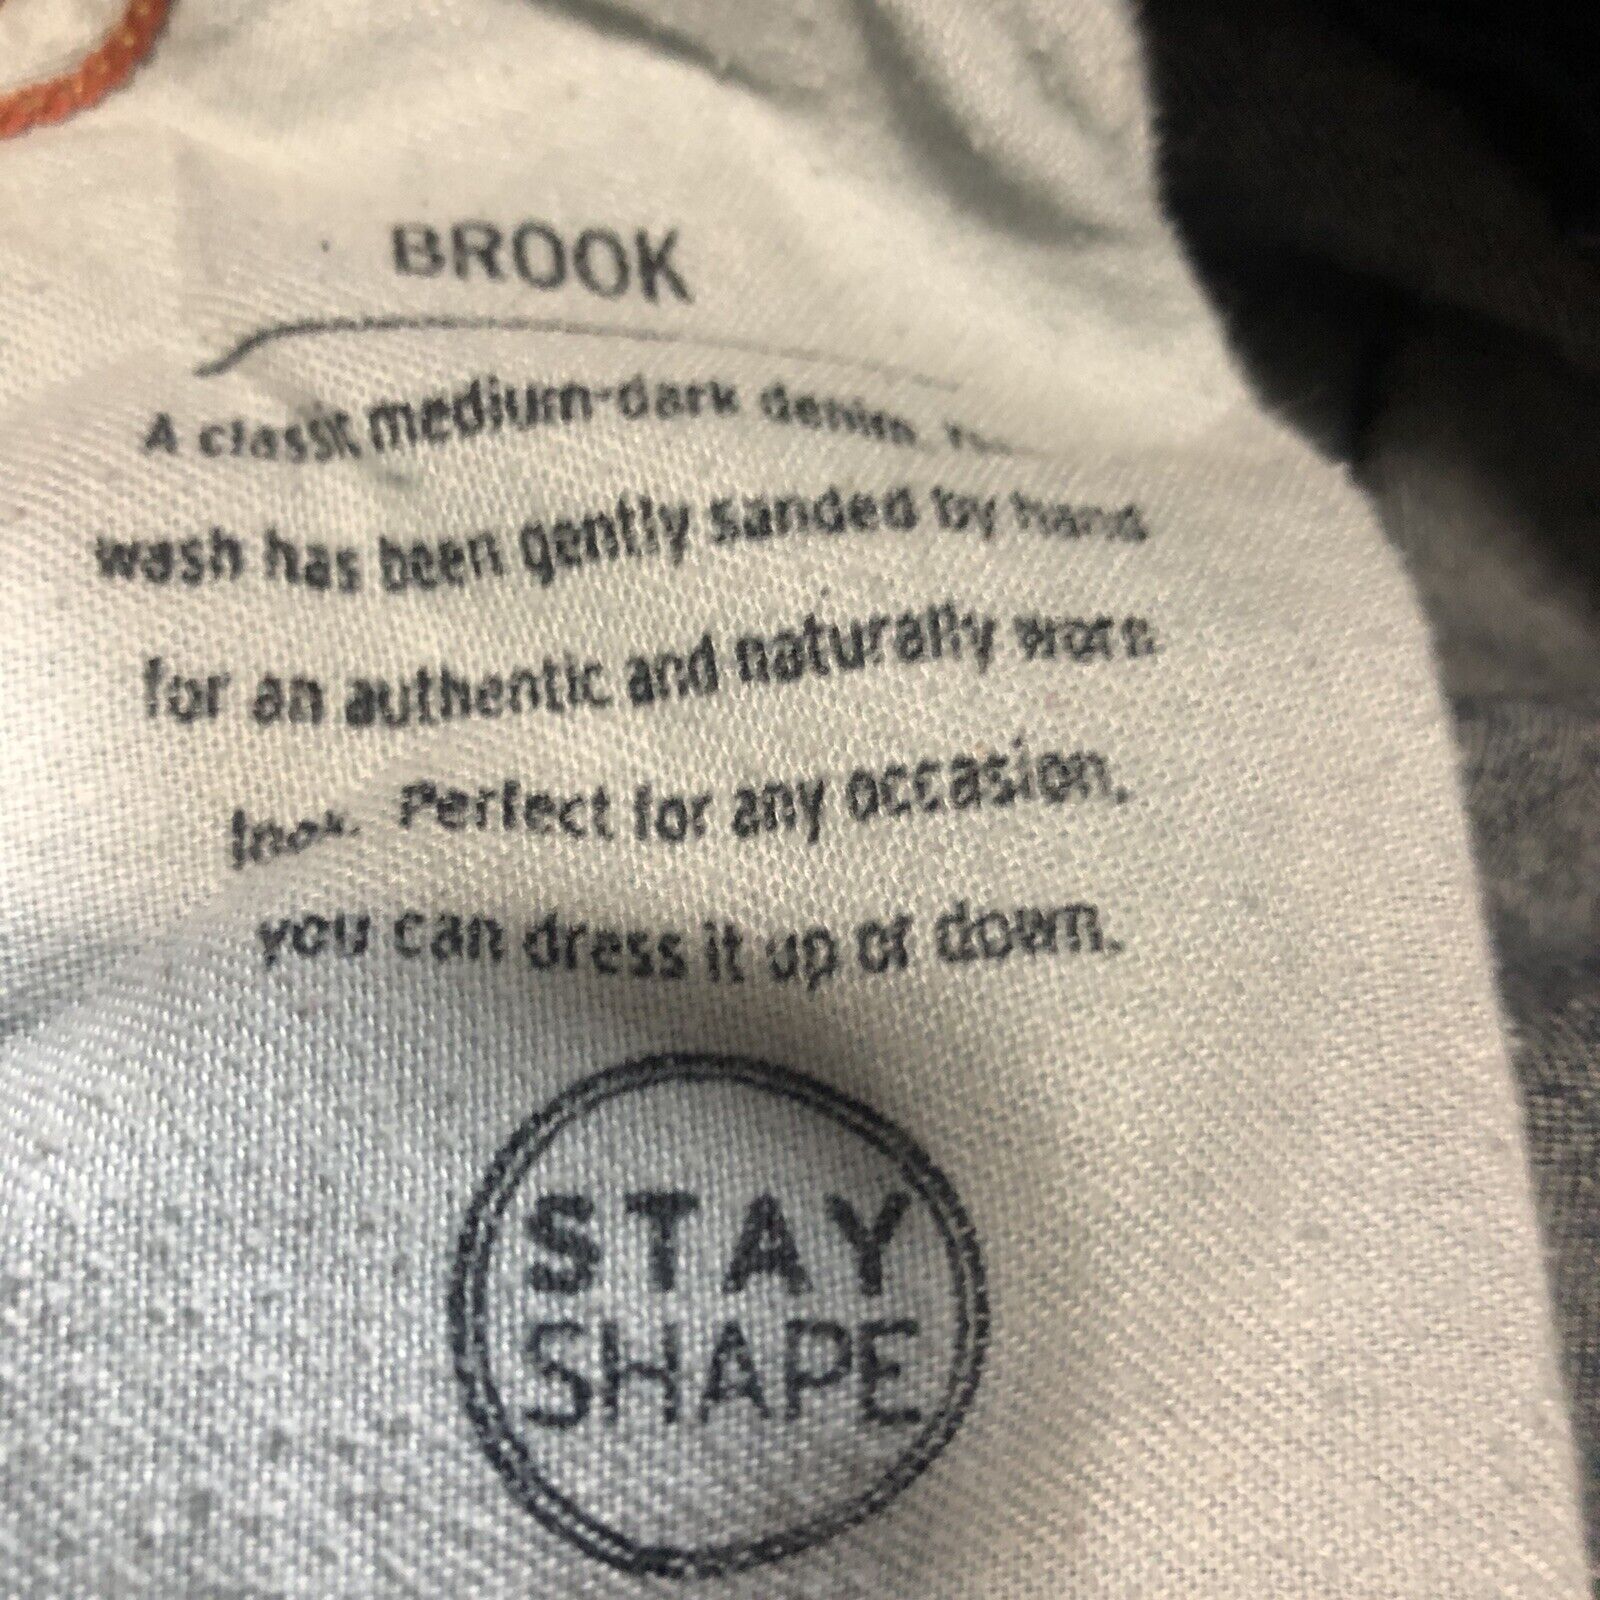 BROOK
A classic medium-dark denim.
wash has been gently sanded by hand
for an authentic and naturally worn
look. Perfect for any occasion,
you can dress it up or down.
STAY
SHAPE